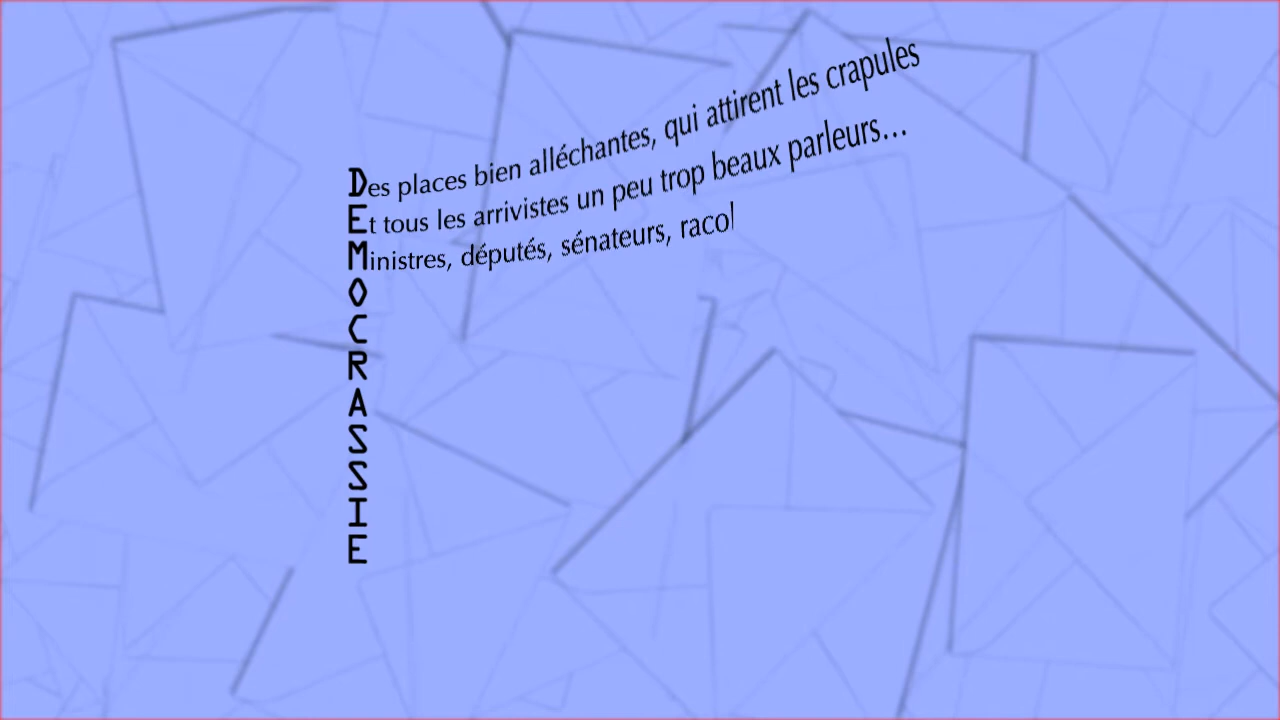 Des places bien alléchantes, qui attirent les crapules
Et tous les arrivistes un peu trop beaux parleurs...
Ministres, députés, sénateurs, racol
O
C
R
A
S
S
I
E